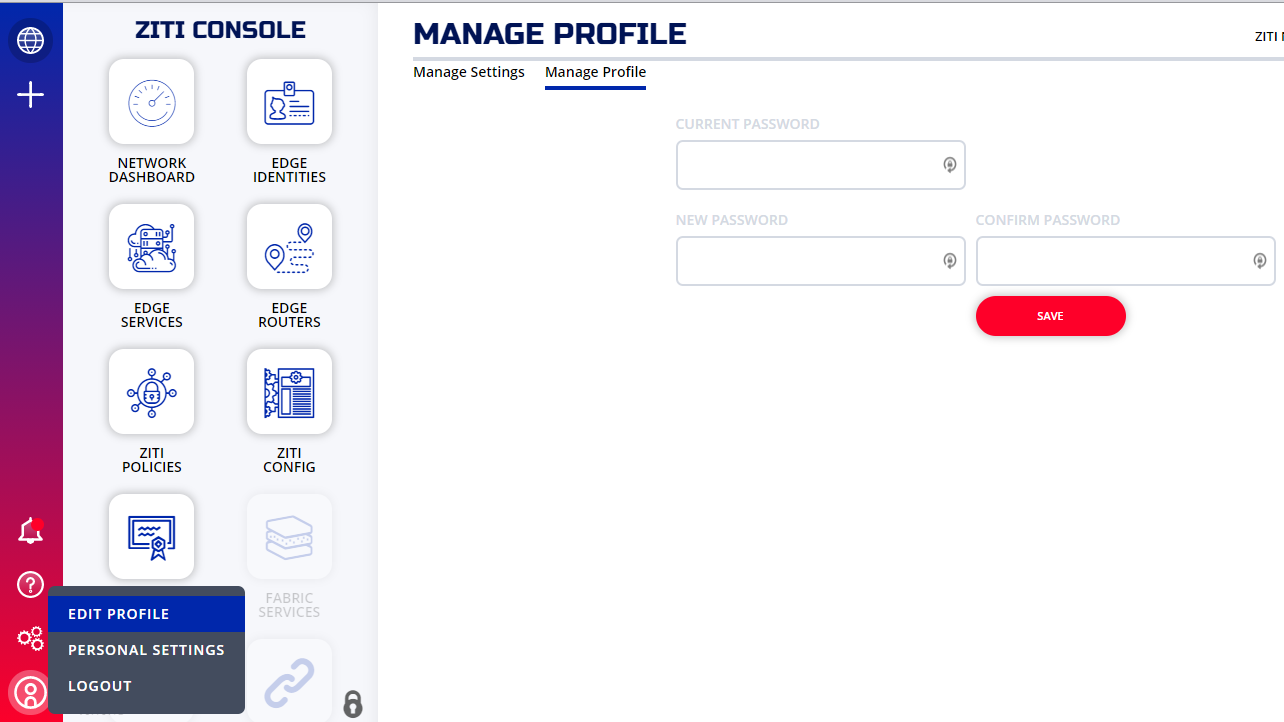 ZITI CONSOLE
NETWORK
DASHBOARD
EDGE
IDENTITIES
EDGE
SERVICES
EDGE
ROUTERS
ZITI
POLICIES
ZITI
CONFIG
FABRIC
SERVICES
EDIT PROFILE
PERSONAL SETTINGS
LOGOUT
MANAGE PROFILE
ZITI
Manage Settings
Manage Profile
CURRENT PASSWORD
NEW PASSWORD
CONFIRM PASSWORD
SAVE